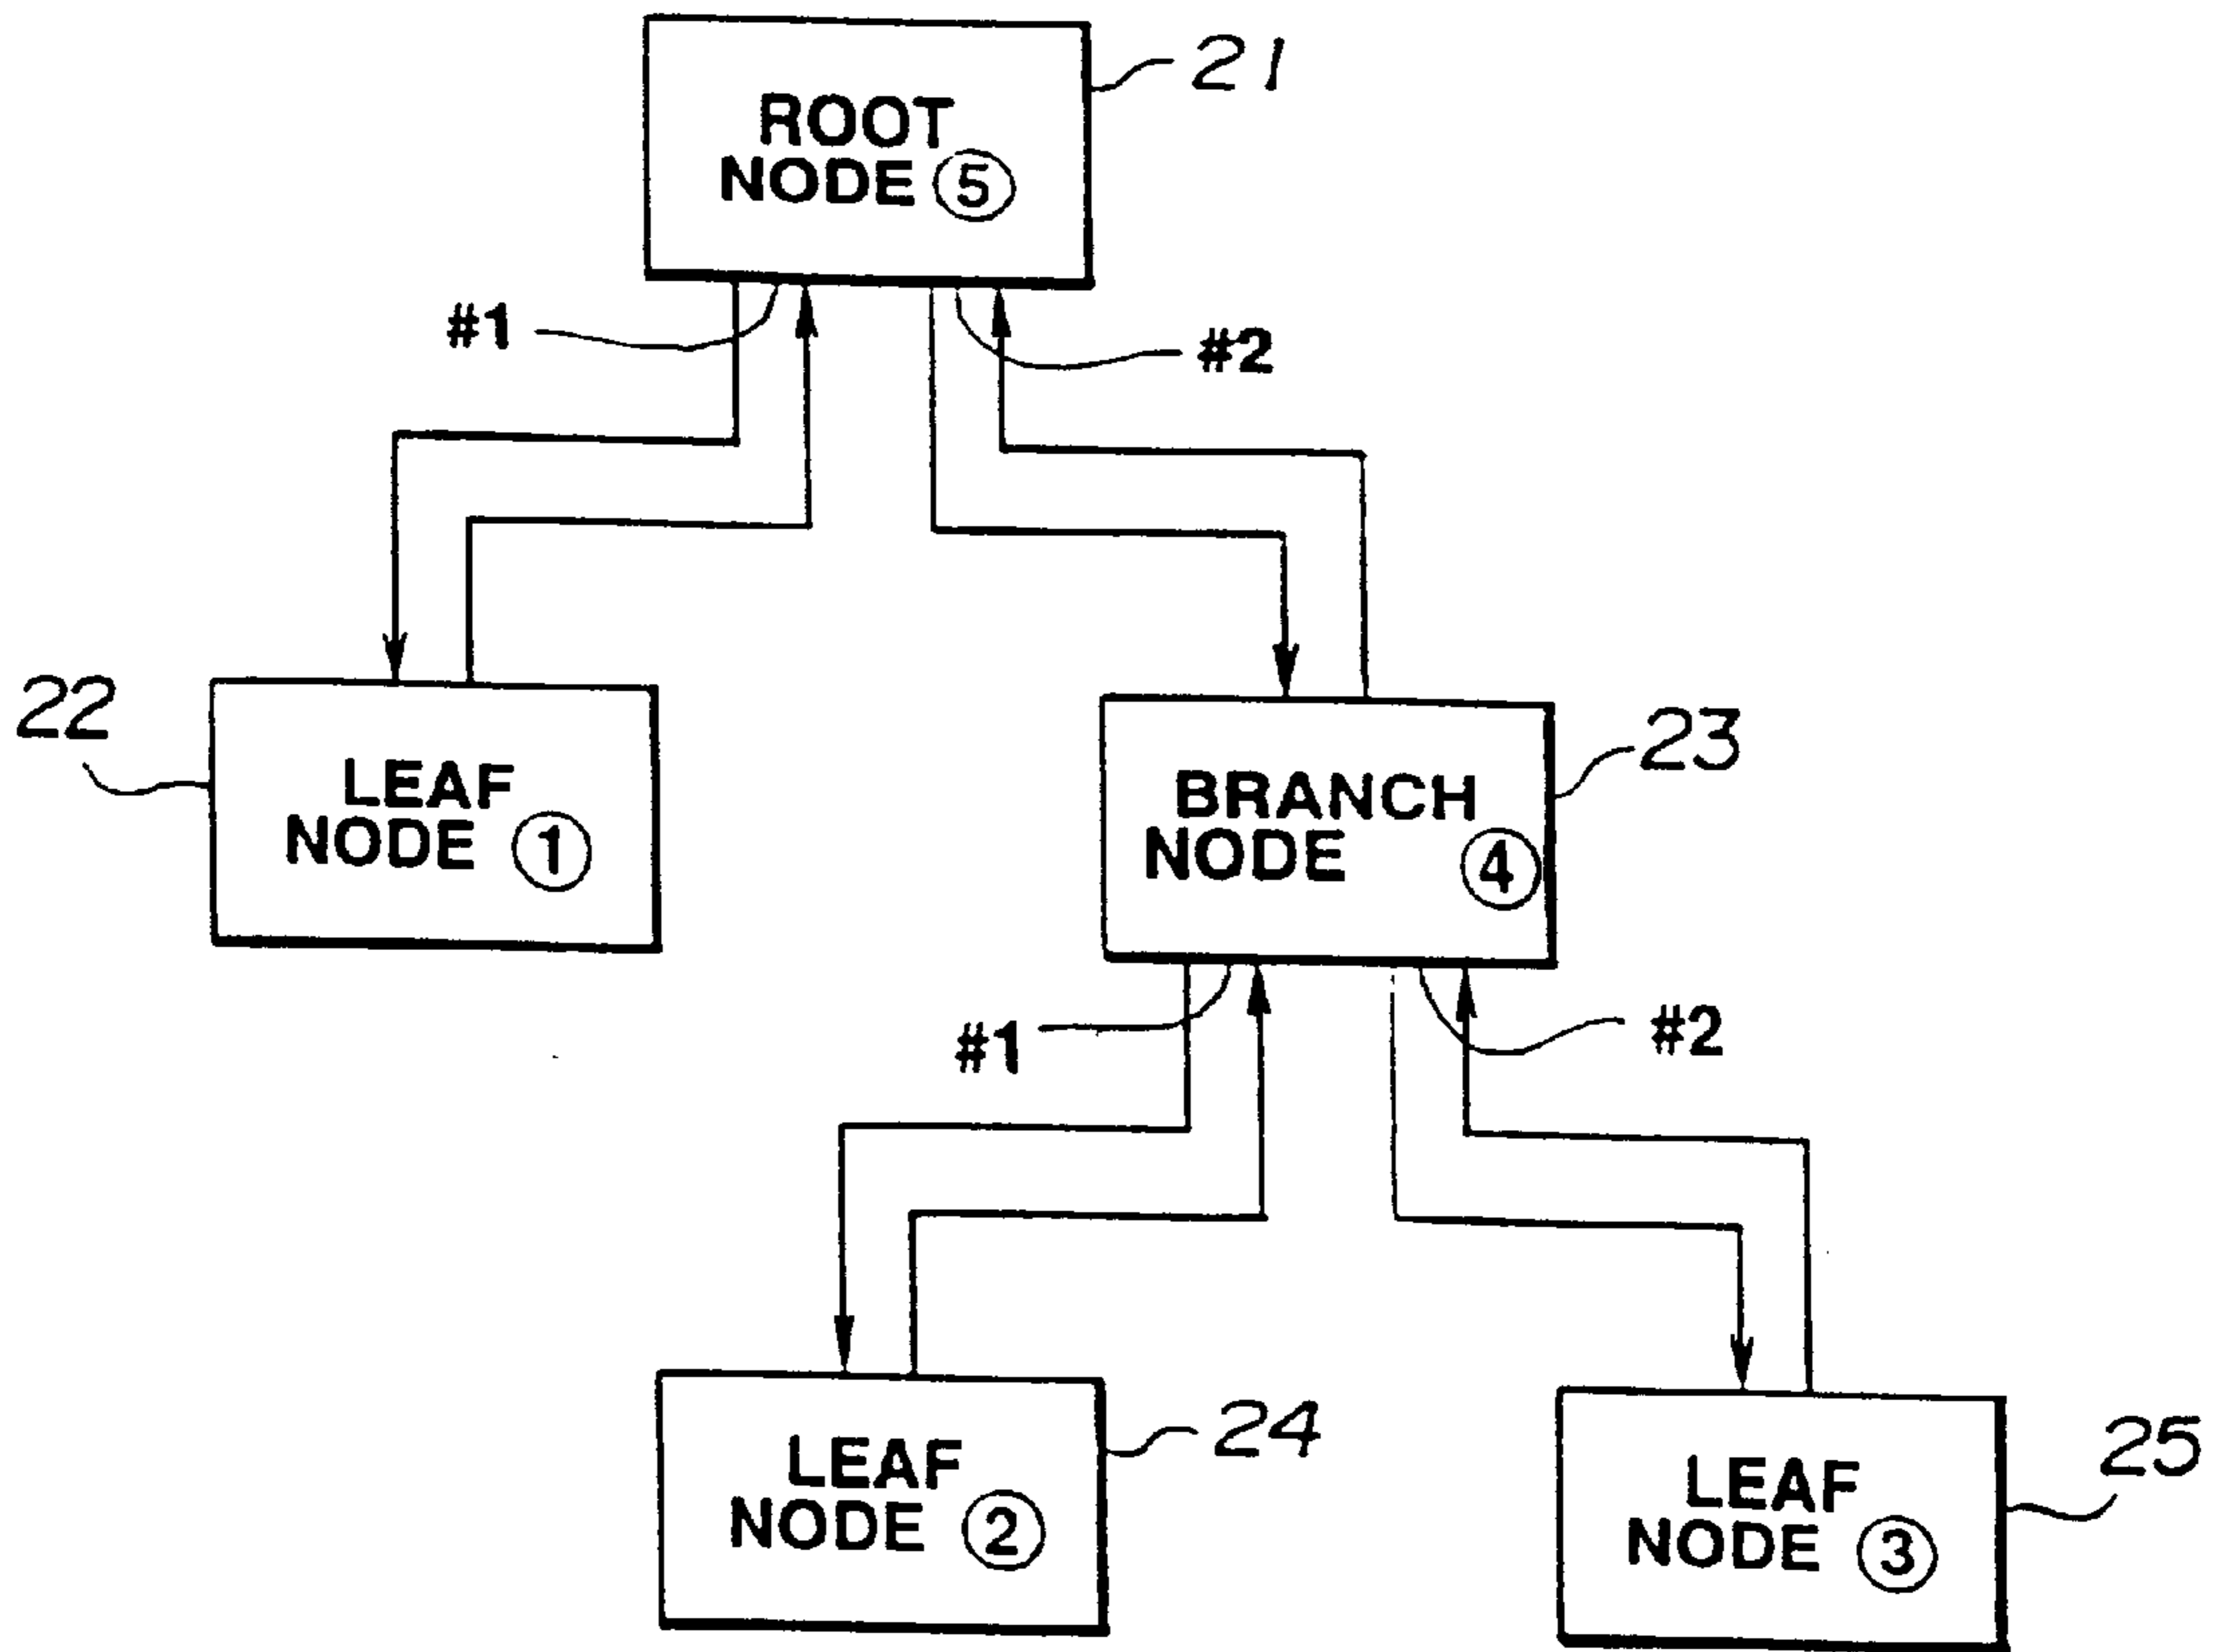 21
ROOT
NODE ⑤
#1
#2
22
LEAF
NODE ①
23
BRANCH
NODE ④
#1
#2
24
LEAF
NODE ②
25
LEAF
NODE ③